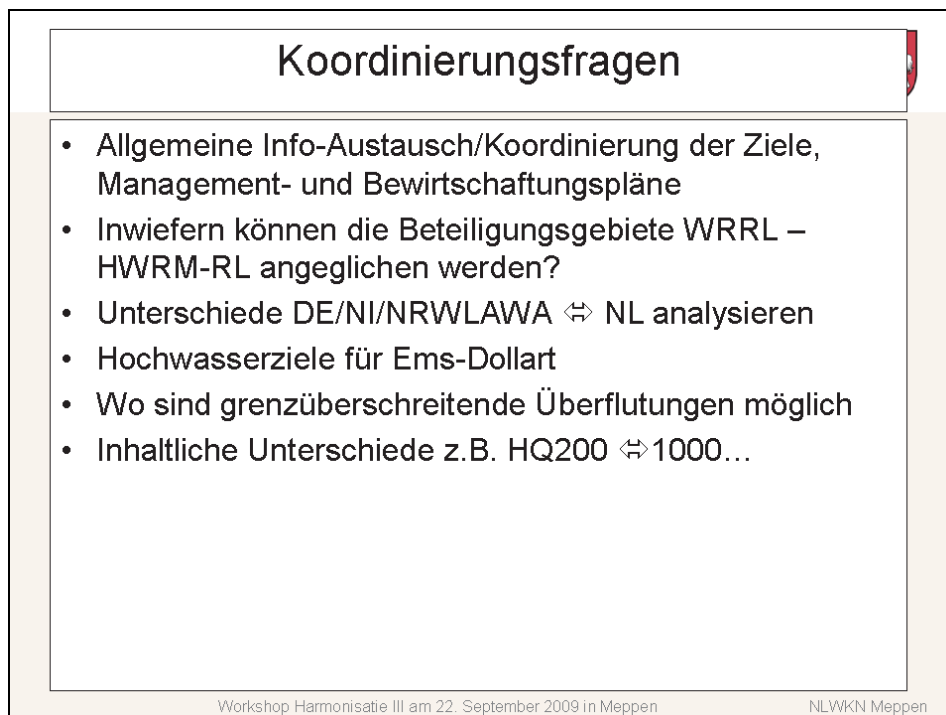 Koordinierungsfragen
• Allgemeine Info-Austausch/Koordinierung der Ziele,
Management- und Bewirtschaftungspläne
• Inwiefern können die Beteiligungsgebiete WRRL –
HWRM-RL angeglichen werden?
• Unterschiede DE/NI/NRWLAWA ⇔ NL analysieren
• Hochwasserziele für Ems-Dollart
• Wo sind grenzüberschreitende Überflutungen möglich
• Inhaltliche Unterschiede z.B. HQ200 ⇔1000…
Workshop Harmonisatie III am 22. September 2009 in Meppen
NLWKN Meppen